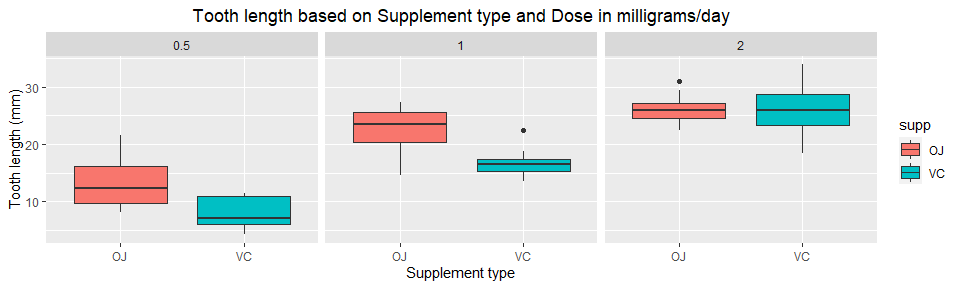 Tooth length based on Supplement type and Dose in milligrams/day
0.5
1
2
Tooth length (mm)
30
20
10
OJ
VC
OJ
VC
OJ
VC
Supplement type
supp
OJ
VC